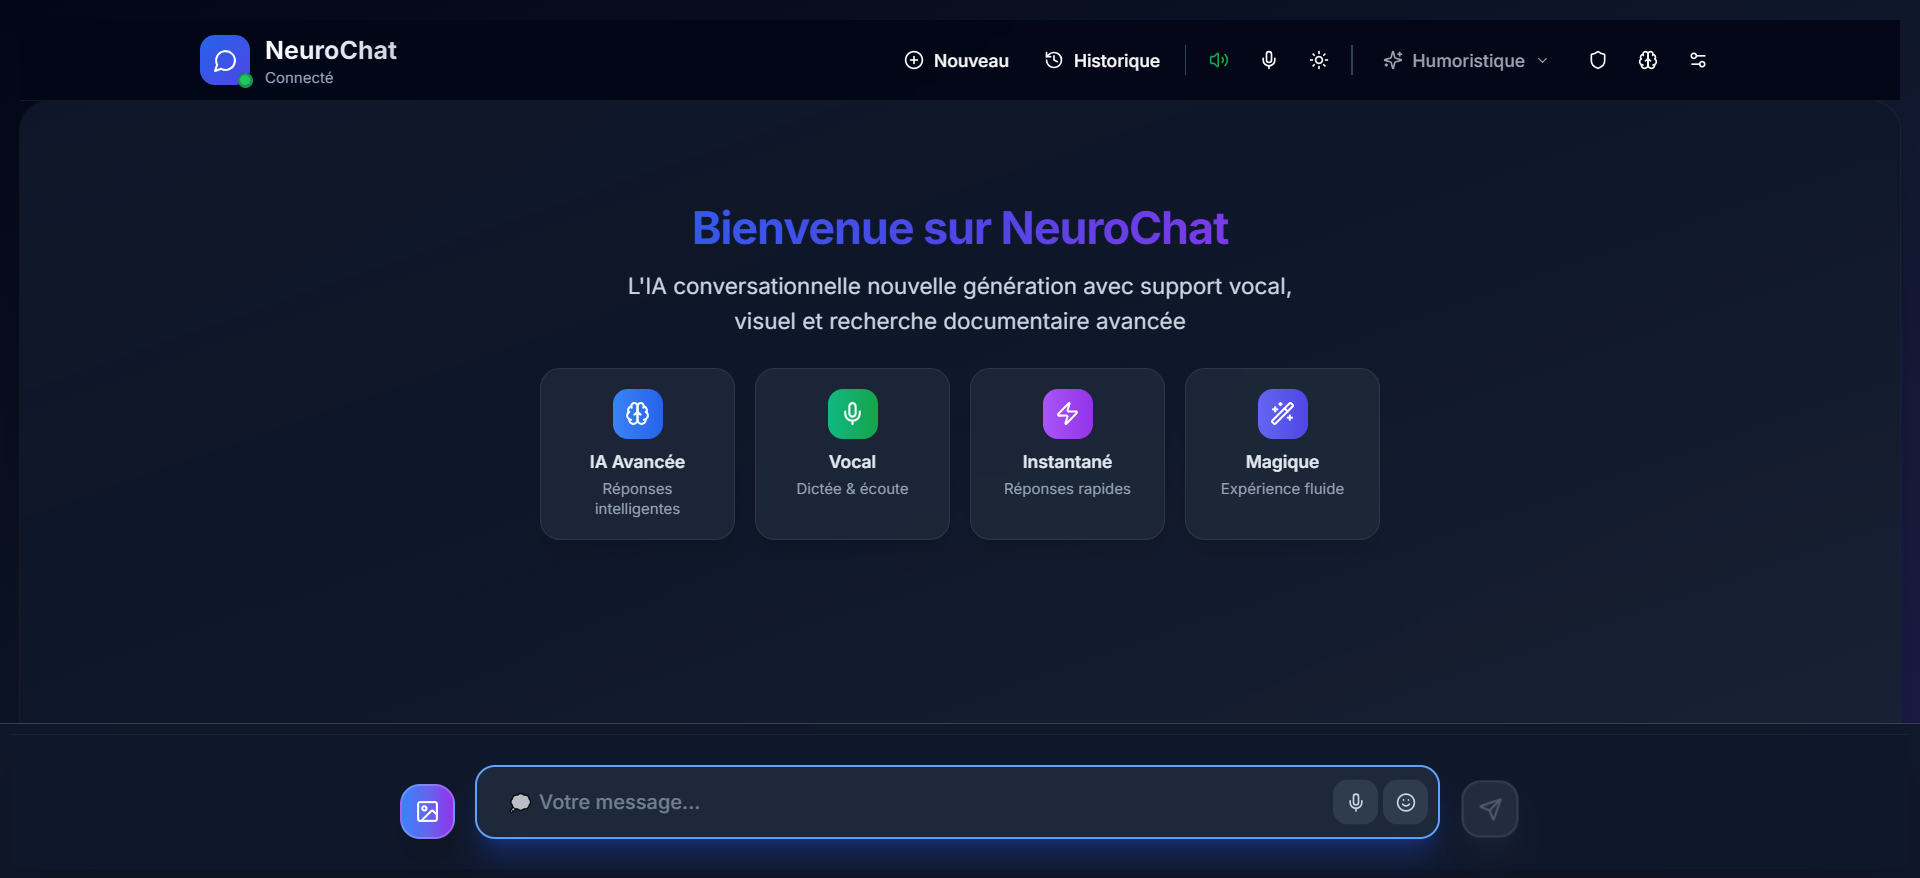 NeuroChat
Connecté
Nouveau
Historique
Humoristique
Bienvenue sur NeuroChat
L'IA conversationnelle nouvelle génération avec support vocal,
visuel et recherche documentaire avancée
IA Avancée
Réponses
intelligentes
Vocal
Dictée & écoute
Instantané
Réponses rapides
Magique
Expérience fluide
💭 Votre message...